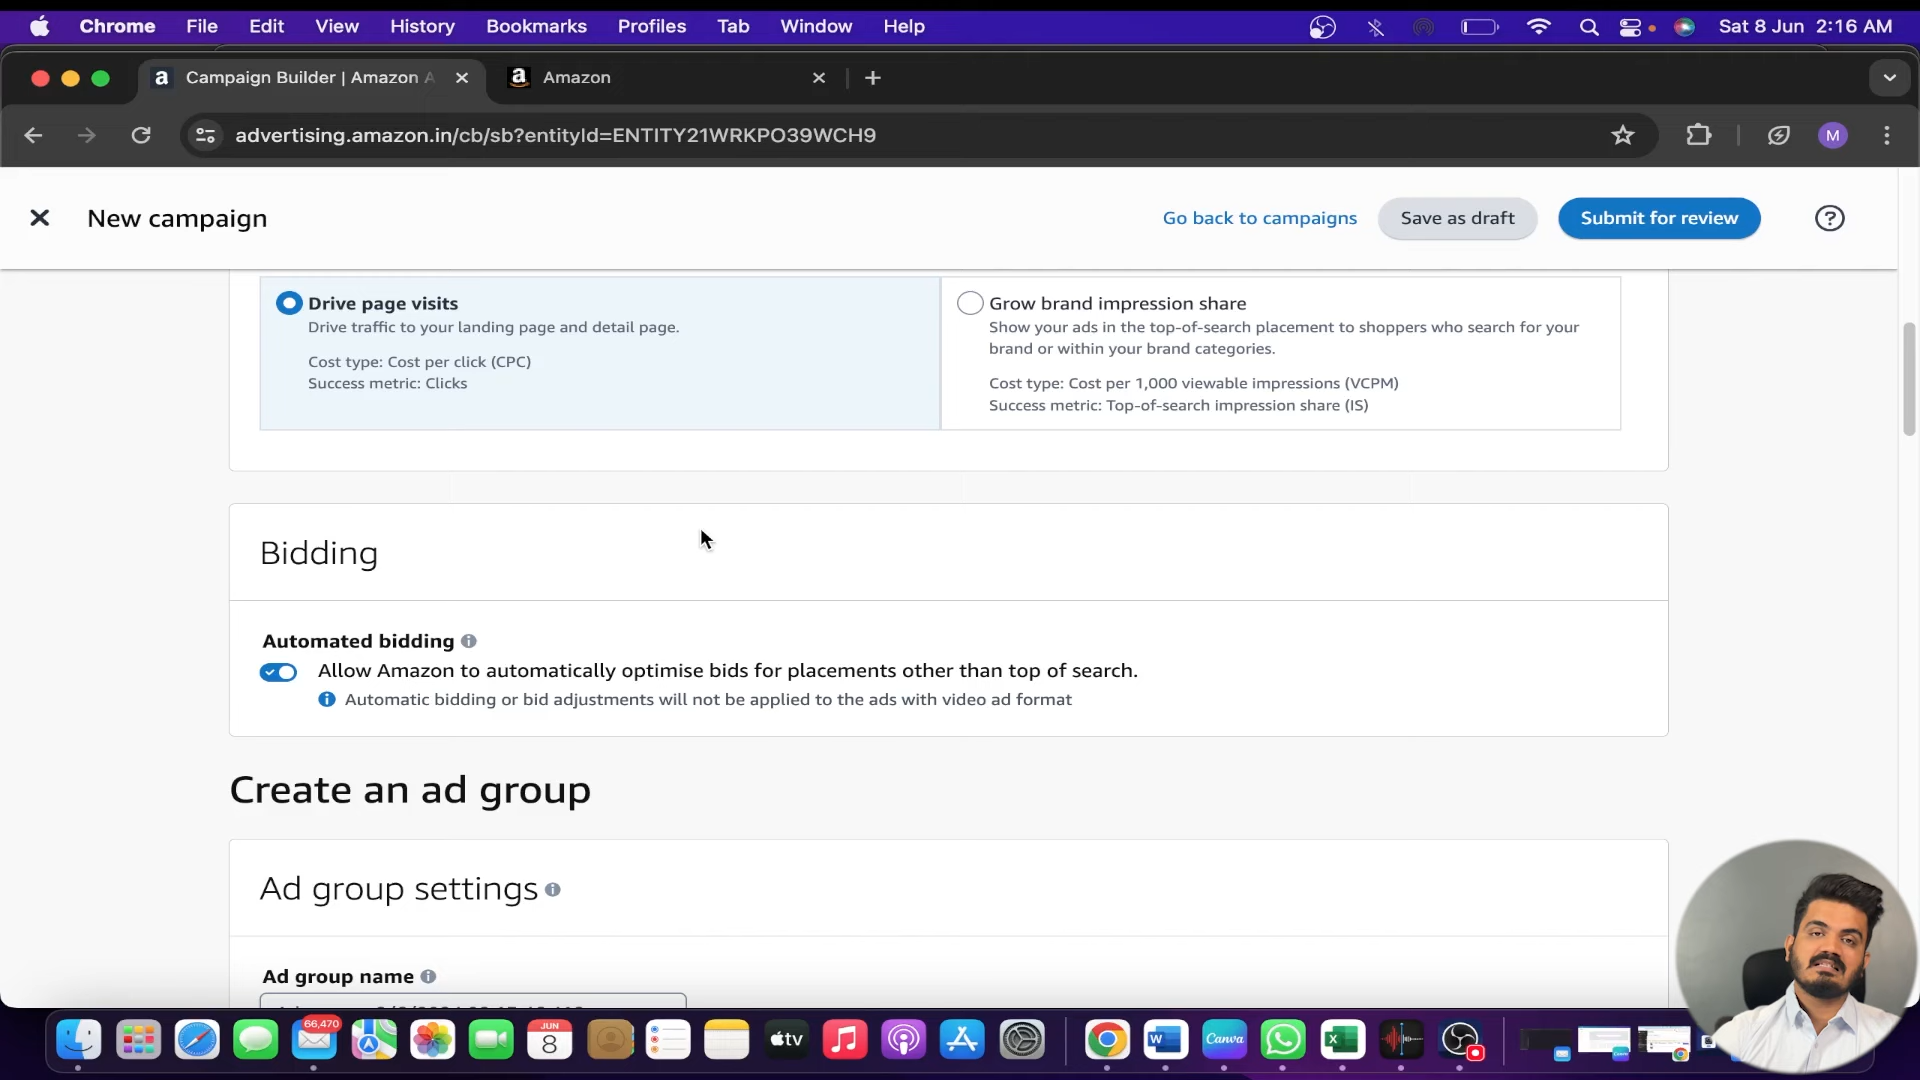 Chrome File Edit View History Bookmarks Profiles Tab Window Help Sat 8 Jun 2:16 AM
Campaign Builder | Amazon A
Amazon
advertising.amazon.in/cb/sb?entityId=ENTITY21WRKPO39WCH9
M
New campaign
Go back to campaigns
Save as draft
Submit for review
Drive page visits
Drive traffic to your landing page and detail page.
Cost type: Cost per click (CPC)
Success metric: Clicks
Grow brand impression share
Show your ads in the top-of-search placement to shoppers who search for your
brand or within your brand categories.
Cost type: Cost per 1,000 viewable impressions (VCPM)
Success metric: Top-of-search impression share (IS)
Bidding
Automated bidding
Allow Amazon to automatically optimise bids for placements other than top of search.
Automatic bidding or bid adjustments will not be applied to the ads with video ad format
Create an ad group
Ad group settings
Ad group name
66,470
JUN
8
tv
W
Canva
X